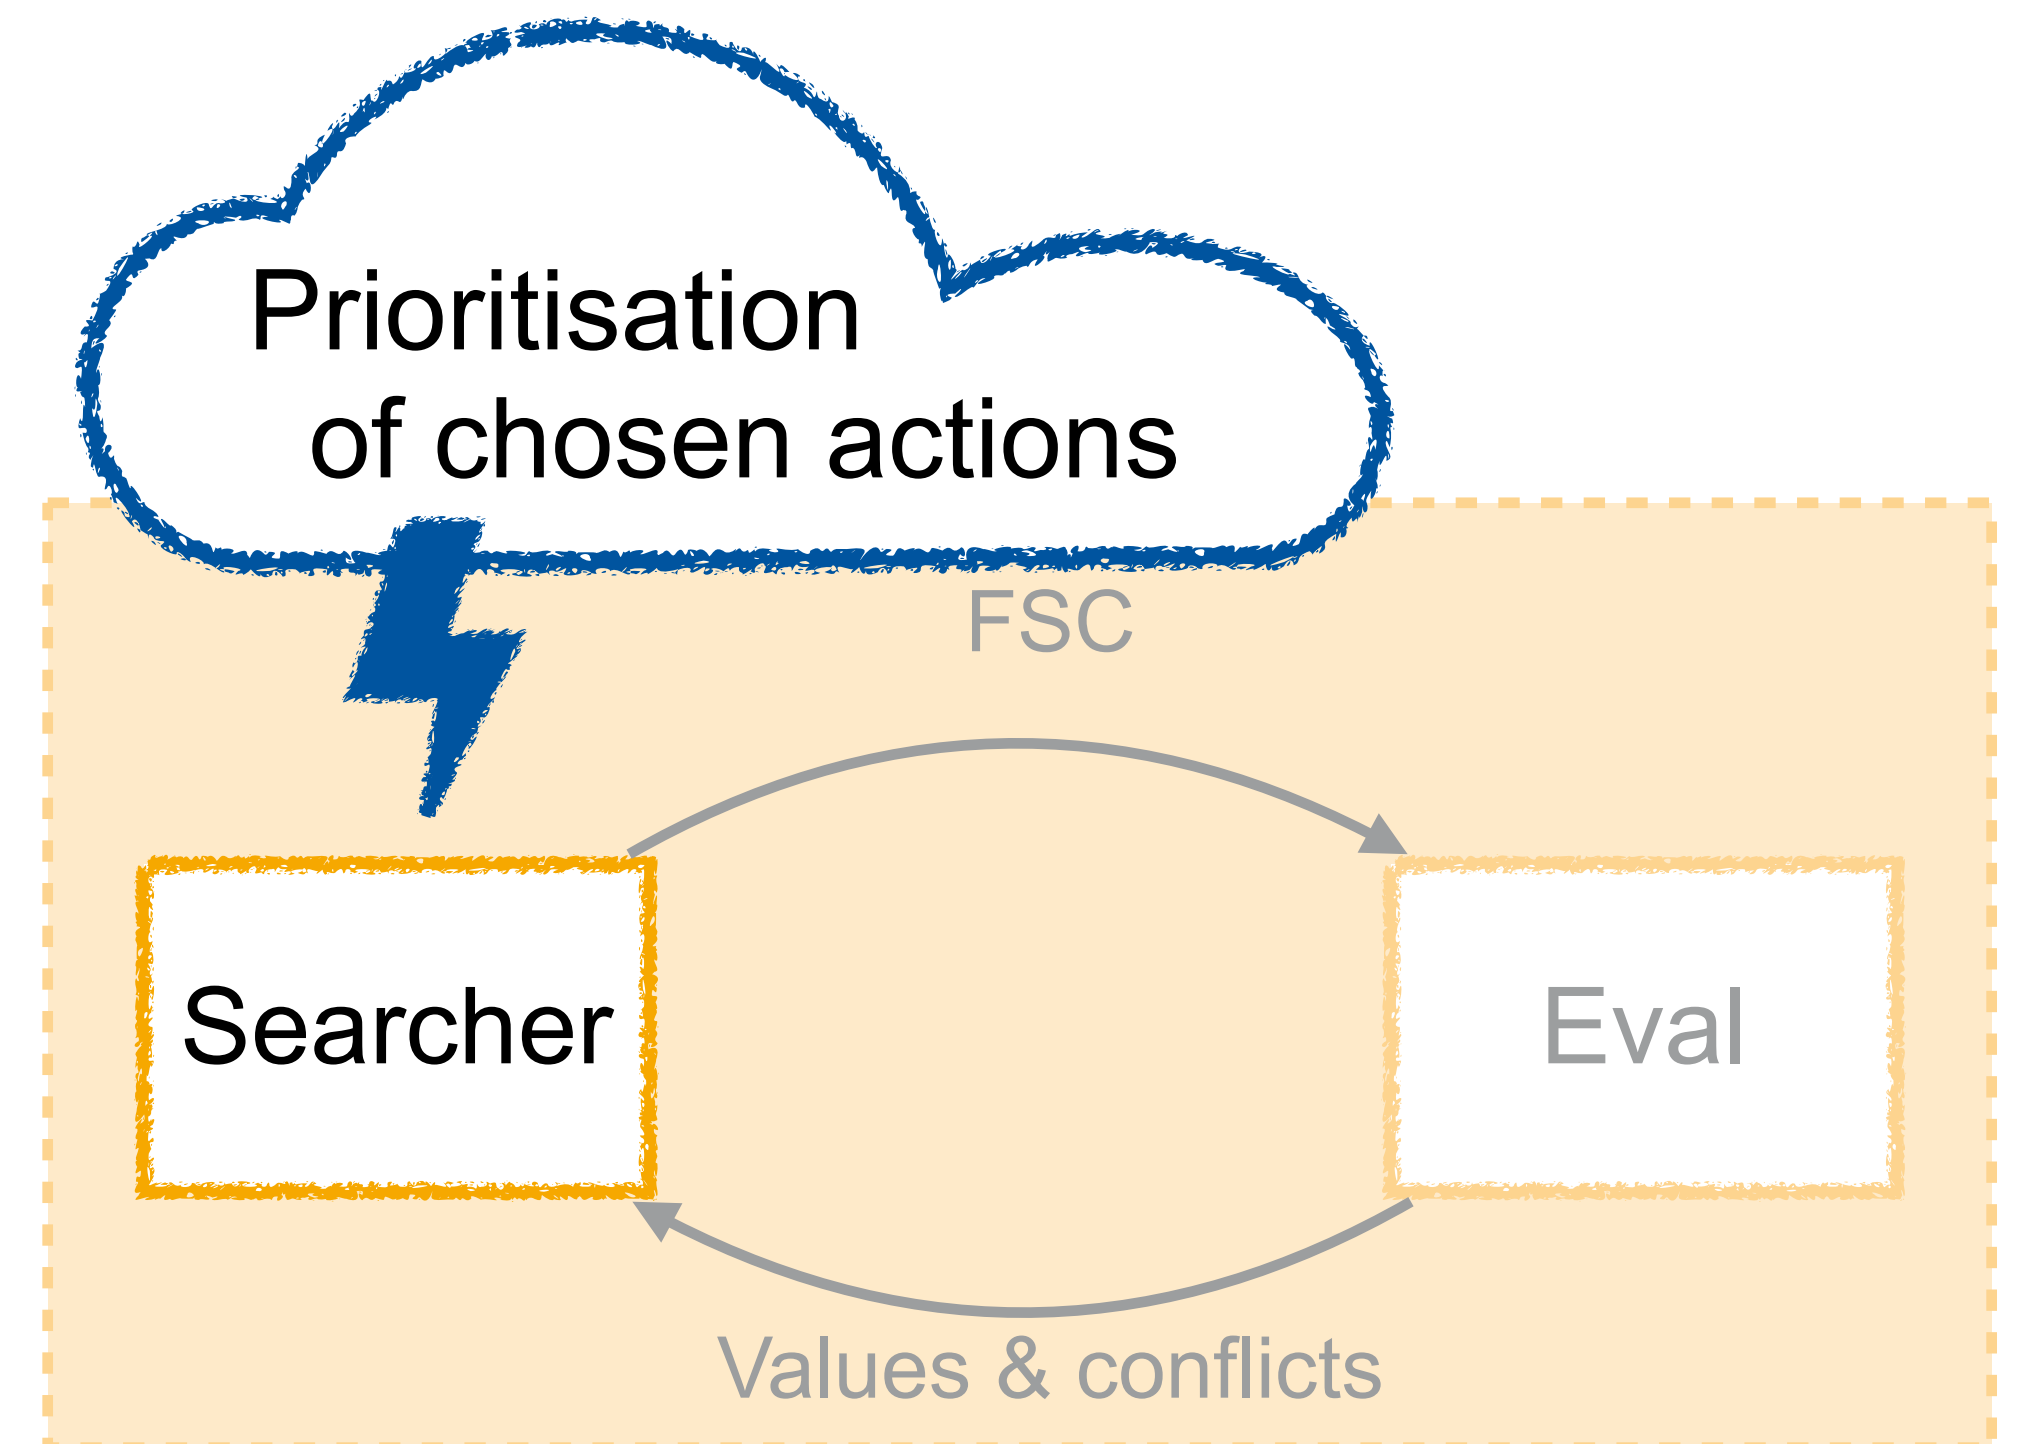 Prioritisation
of chosen actions
FSC
Searcher
Eval
Values & conflicts